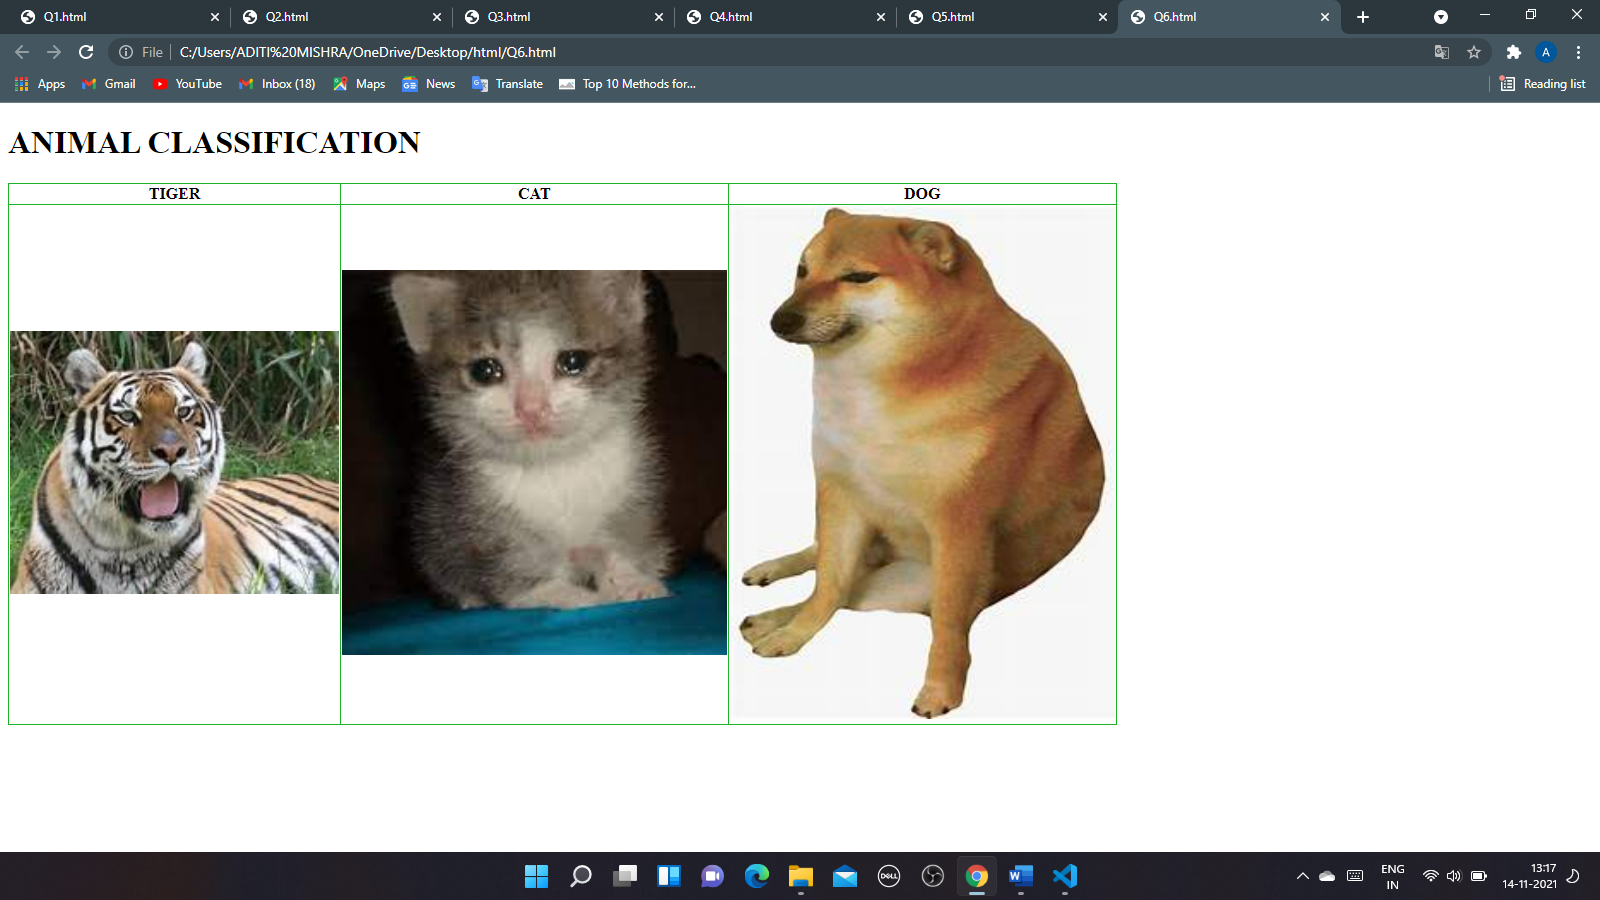 Q1.html
Q2.html
Q3.html
Q4.html
Q5.html
Q6.html
File
C:/Users/ADITI%20MISHRA/OneDrive/Desktop/html/Q6.html
A
Apps
Gmail
YouTube
Inbox (18)
Maps
News
Translate
Top 10 Methods for...
Reading list
ANIMAL CLASSIFICATION
TIGER
CAT
DOG
DELL
W
ENG
IN
13:17
14-11-2021